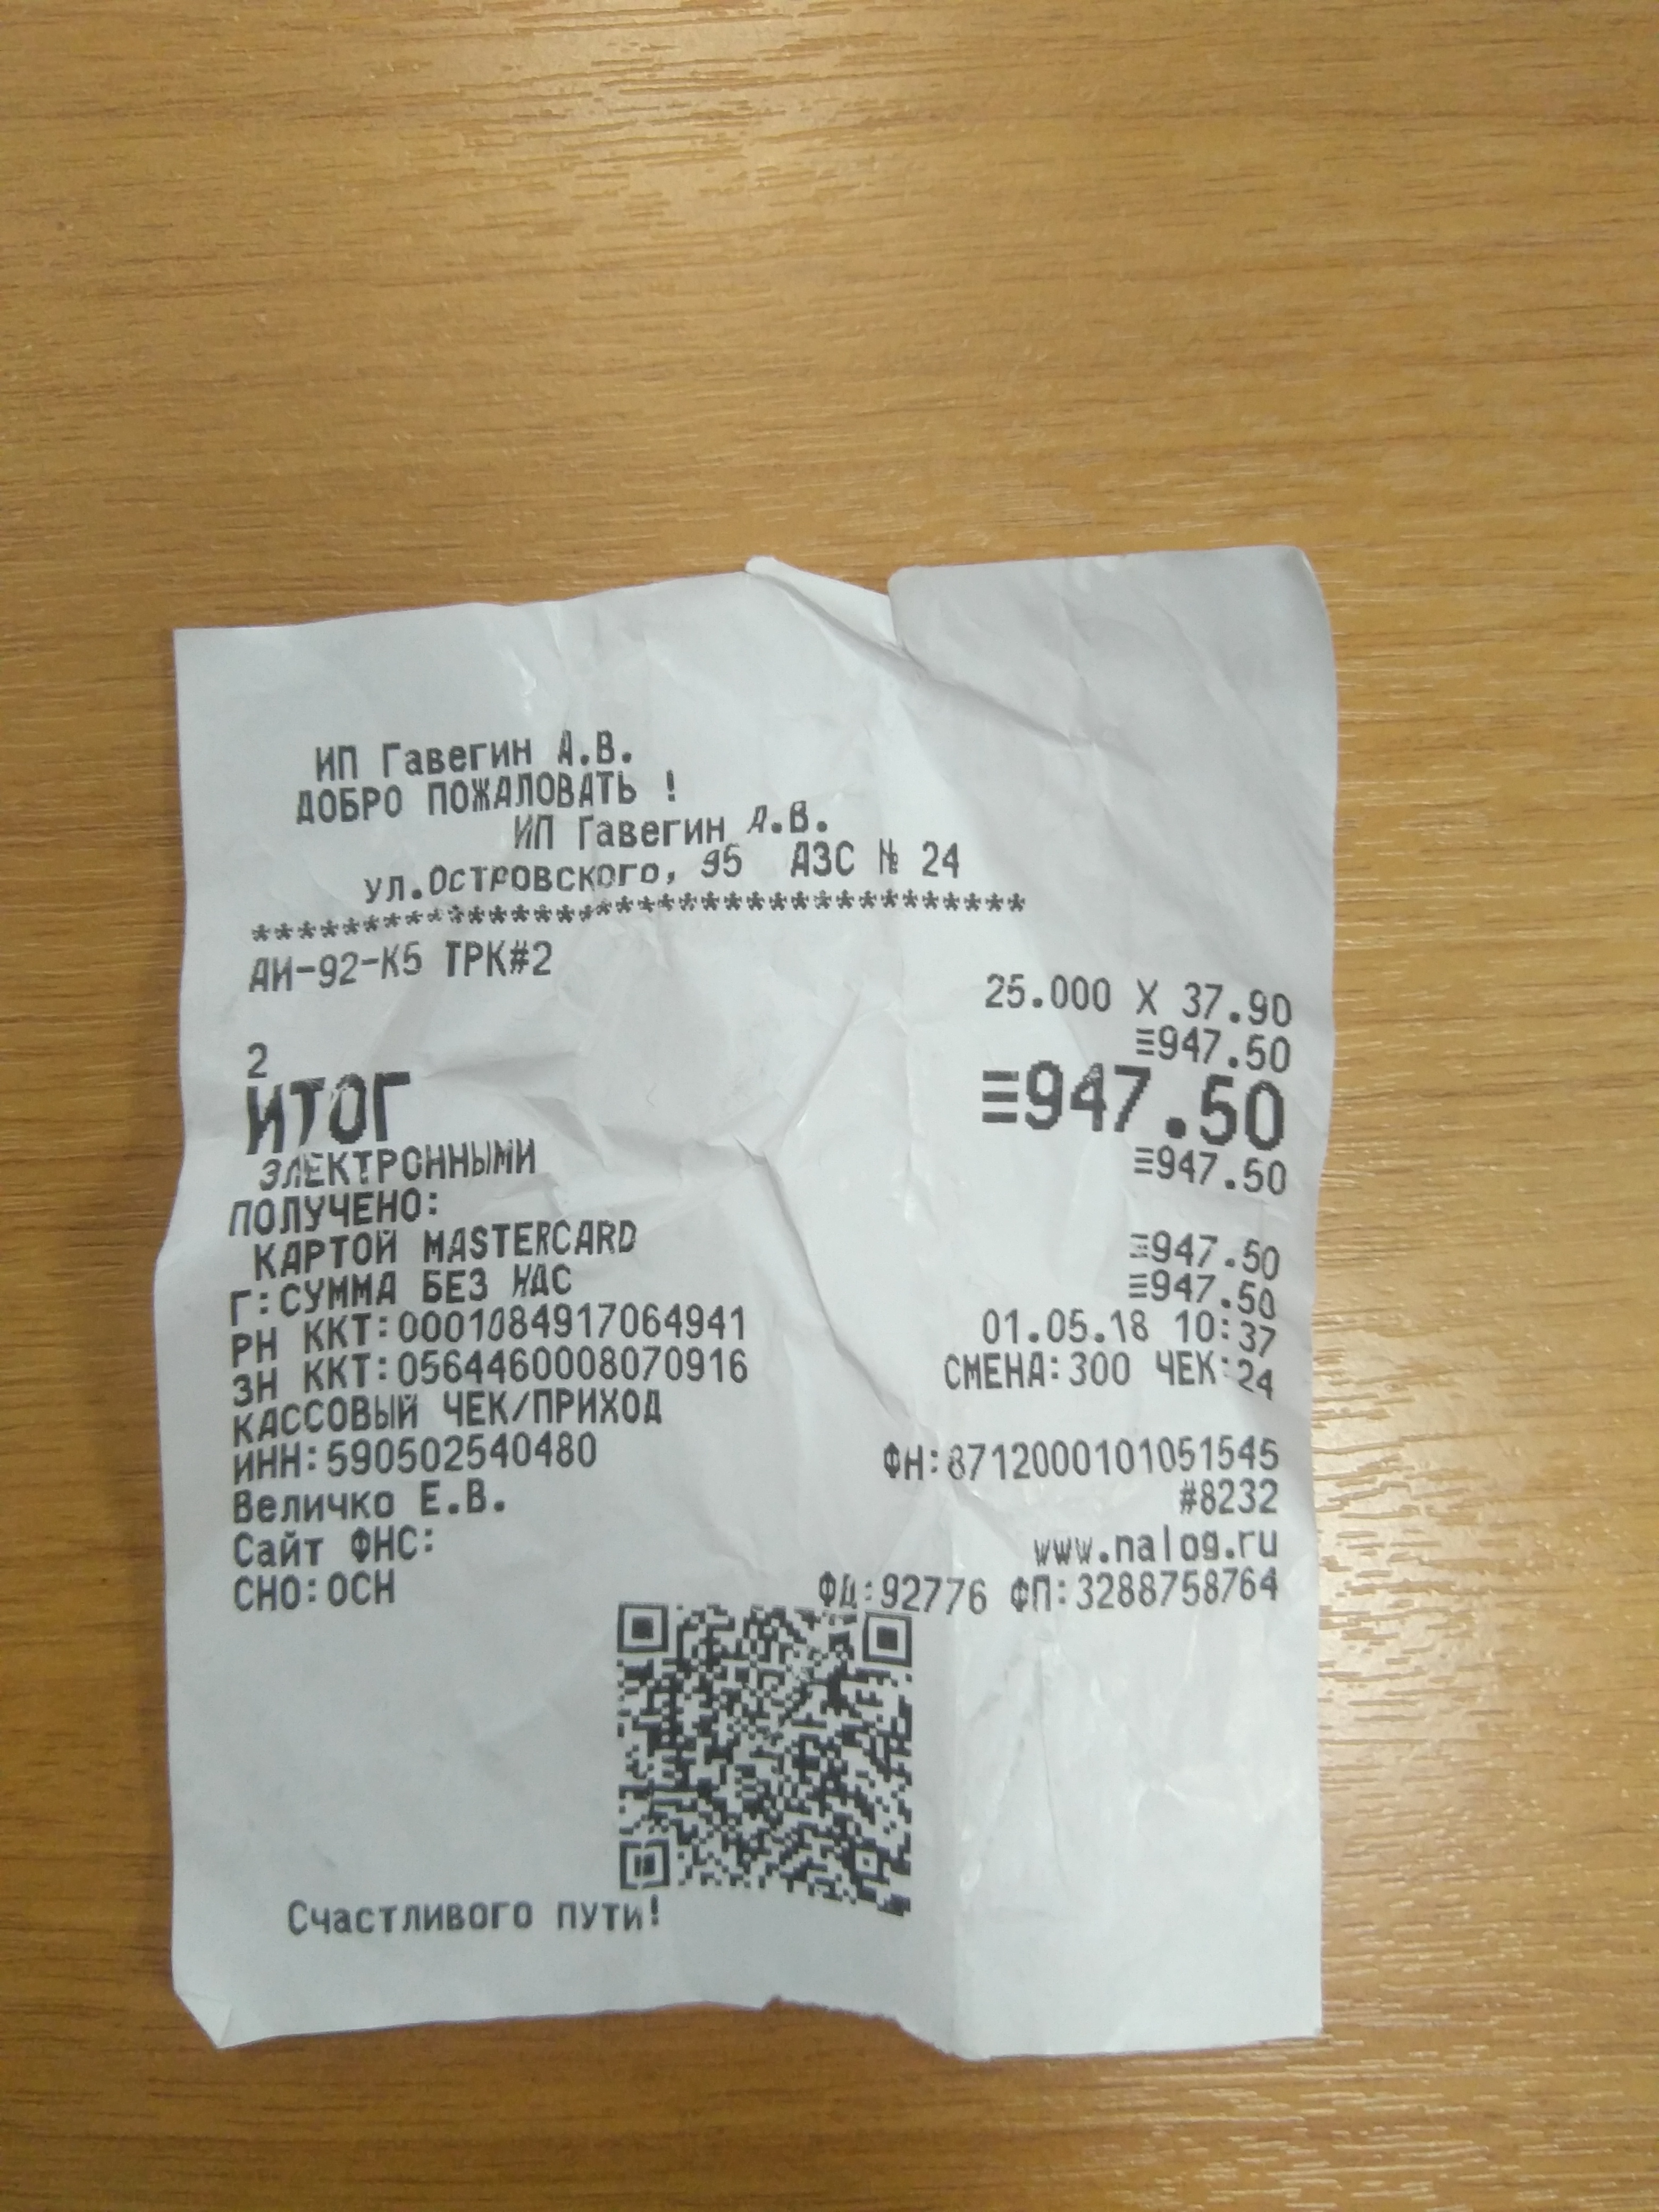 ИП Гавегин А.В.
ДОБРО ПОЖАЛОВАТЬ !
ИП Гавегин А.В.
ул.Островского, 95 АЗС № 24
************************************
АИ-92-К5 ТРК#2
25.000 X 37.90
2 ≡947.50
ИТОГ ≡947.50
ЭЛЕКТРОННЫМИ ≡947.50
ПОЛУЧЕНО:
КАРТОЙ MASTERCARD ≡947.50
Г:СУММА БЕЗ НДС ≡947.50
РН ККТ:0001084917064941 01.05.18 10:37
ЗН ККТ:0564460008070916 СМЕНА:300 ЧЕК:24
КАССОВЫЙ ЧЕК/ПРИХОД
ИНН:590502540480 ФН:8712000101051545
Величко Е.В. #8232
Сайт ФНС: www.nalog.ru
СНО:ОСН ФД:92776 ФП:3288758764
Счастливого пути!